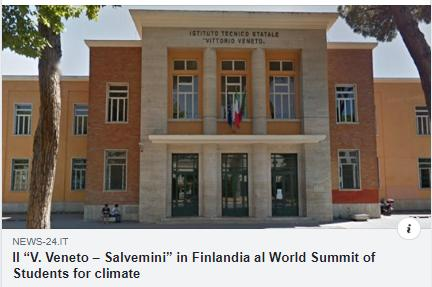 ISTITUTO TECNICO STATALE
"VITTORIO VENETO"
i
NEWS-24.IT
Il “V. Veneto – Salvemini” in Finlandia al World Summit of
Students for climate